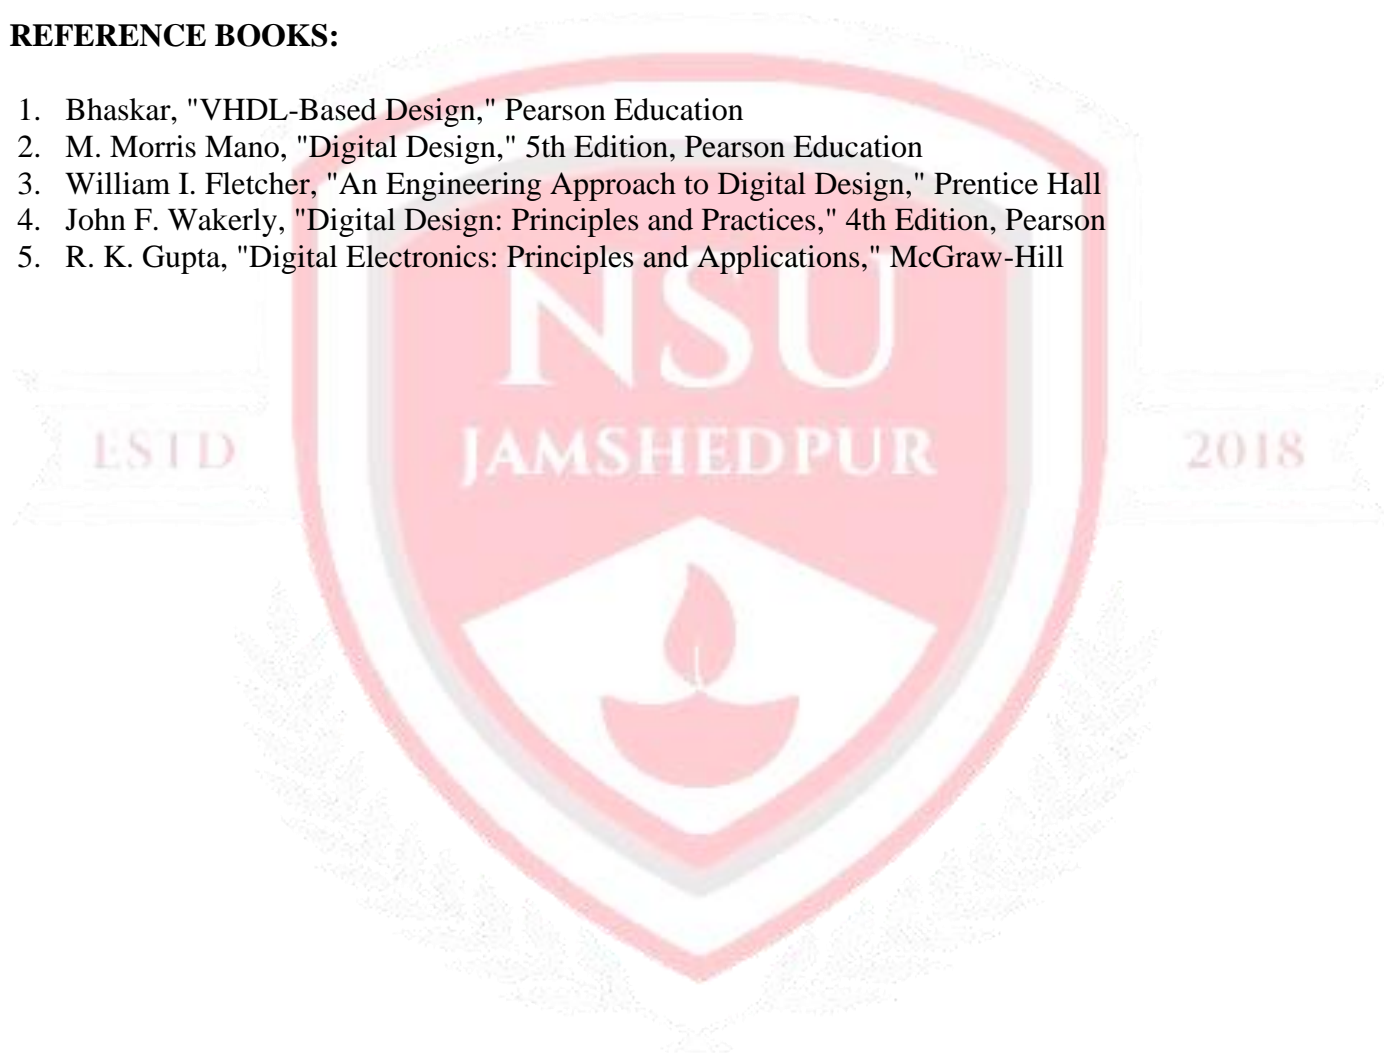 REFERENCE BOOKS:
1. Bhaskar, "VHDL-Based Design," Pearson Education
2. M. Morris Mano, "Digital Design," 5th Edition, Pearson Education
3. William I. Fletcher, "An Engineering Approach to Digital Design," Prentice Hall
4. John F. Wakerly, "Digital Design: Principles and Practices," 4th Edition, Pearson
5. R. K. Gupta, "Digital Electronics: Principles and Applications," McGraw-Hill
NSU
ESTD JAMSHEDPUR 2018